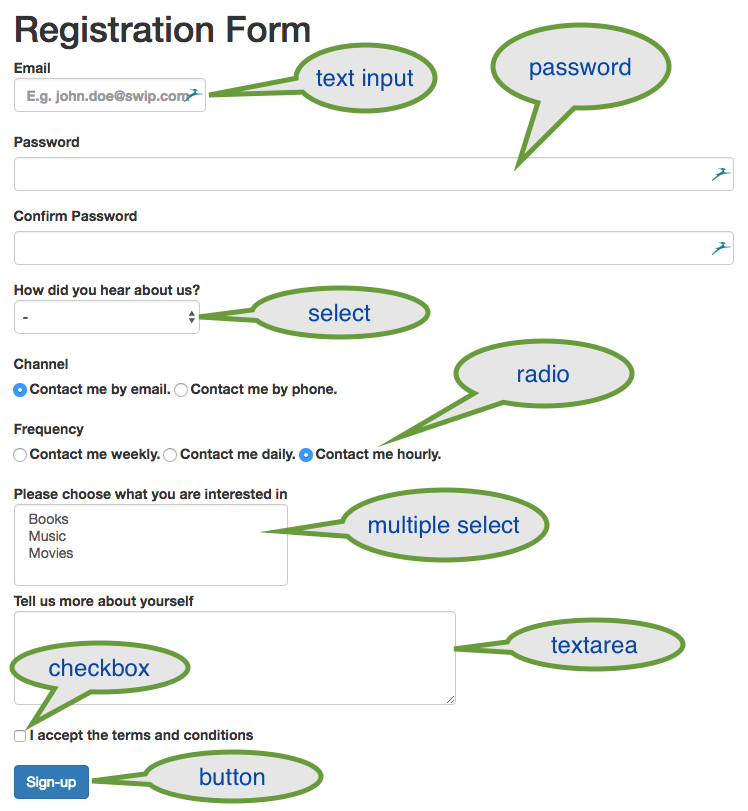 Registration Form
Email
text input
password
E.g. john.doe@swip.com
Password
Confirm Password
How did you hear about us?
select
-
Channel
radio
Contact me by email. Contact me by phone.
Frequency
Contact me weekly. Contact me daily. Contact me hourly.
Please choose what you are interested in
Books
multiple select
Music
Movies
Tell us more about yourself
textarea
checkbox
I accept the terms and conditions
Sign-up
button